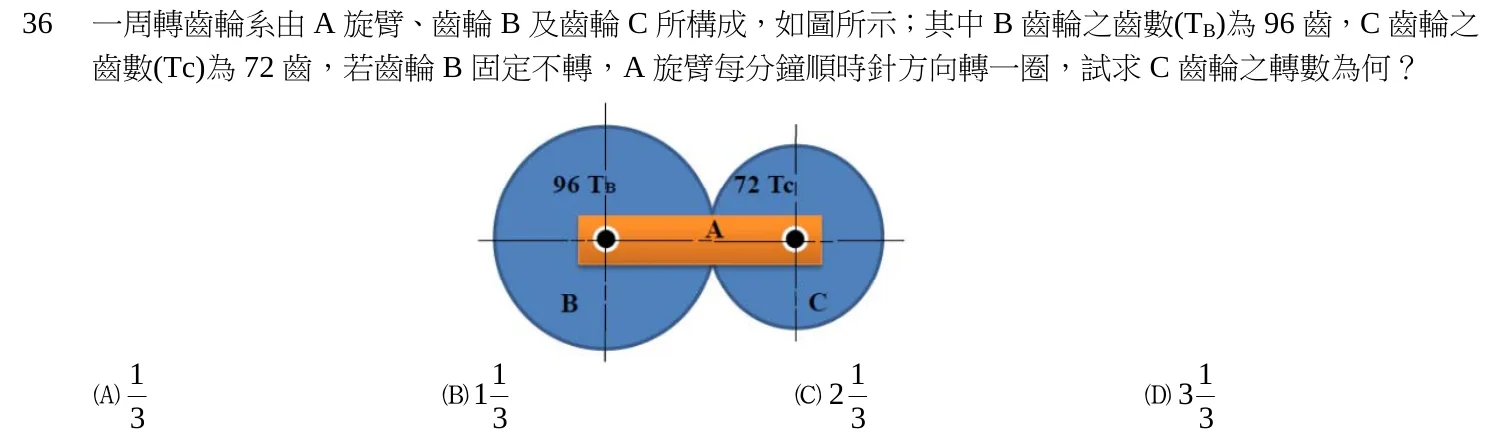 36 一周轉齒輪系由 A 旋臂、齒輪 B 及齒輪 C 所構成，如圖所示；其中 B 齒輪之齒數(TB)為 96 齒，C 齒輪之
齒數(Tc)為 72 齒，若齒輪 B 固定不轉，A 旋臂每分鐘順時針方向轉一圈，試求 C 齒輪之轉數為何？
96 TB 72 Tc
A
B C
(A) 1/3 (B) 1 1/3 (C) 2 1/3 (D) 3 1/3